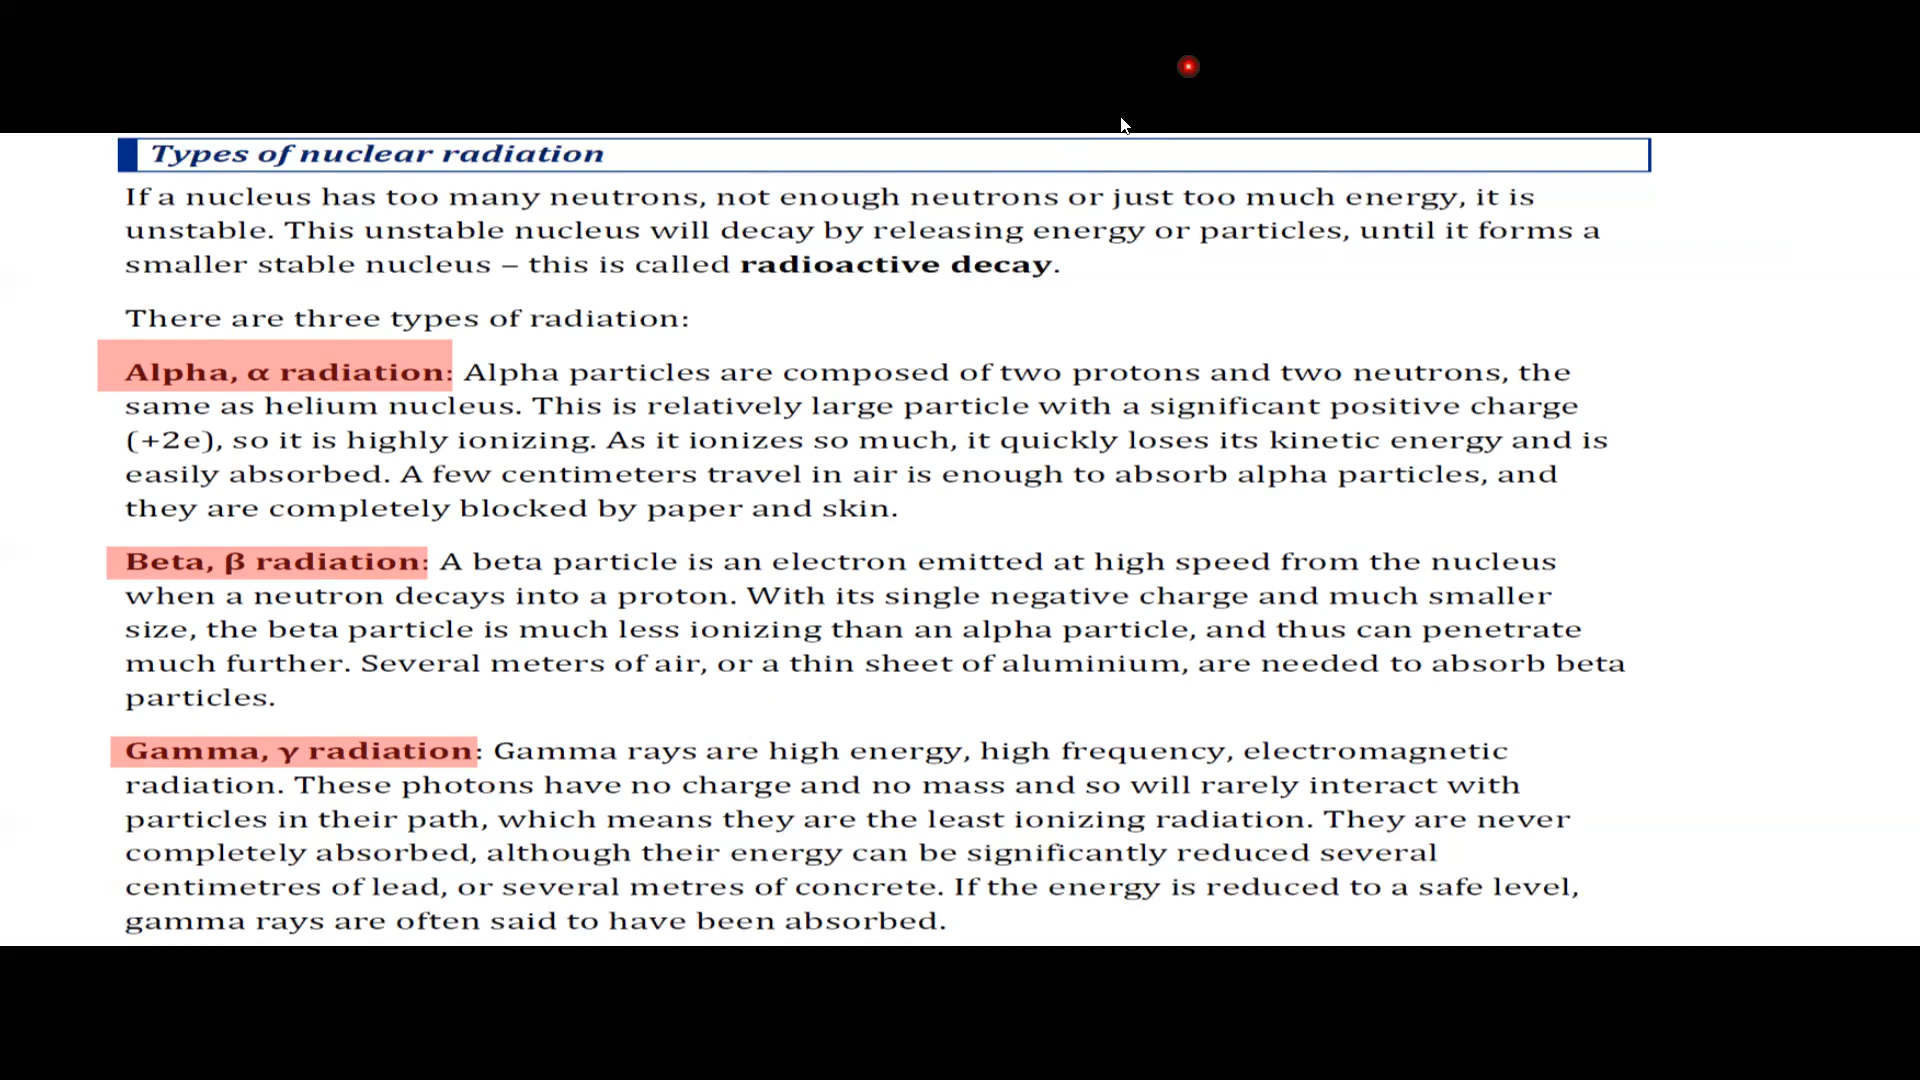 Types of nuclear radiation
If a nucleus has too many neutrons, not enough neutrons or just too much energy, it is
unstable. This unstable nucleus will decay by releasing energy or particles, until it forms a
smaller stable nucleus – this is called radioactive decay.
There are three types of radiation:
Alpha, α radiation: Alpha particles are composed of two protons and two neutrons, the
same as helium nucleus. This is relatively large particle with a significant positive charge
(+2e), so it is highly ionizing. As it ionizes so much, it quickly loses its kinetic energy and is
easily absorbed. A few centimeters travel in air is enough to absorb alpha particles, and
they are completely blocked by paper and skin.
Beta, β radiation: A beta particle is an electron emitted at high speed from the nucleus
when a neutron decays into a proton. With its single negative charge and much smaller
size, the beta particle is much less ionizing than an alpha particle, and thus can penetrate
much further. Several meters of air, or a thin sheet of aluminium, are needed to absorb beta
particles.
Gamma, γ radiation: Gamma rays are high energy, high frequency, electromagnetic
radiation. These photons have no charge and no mass and so will rarely interact with
particles in their path, which means they are the least ionizing radiation. They are never
completely absorbed, although their energy can be significantly reduced several
centimetres of lead, or several metres of concrete. If the energy is reduced to a safe level,
gamma rays are often said to have been absorbed.